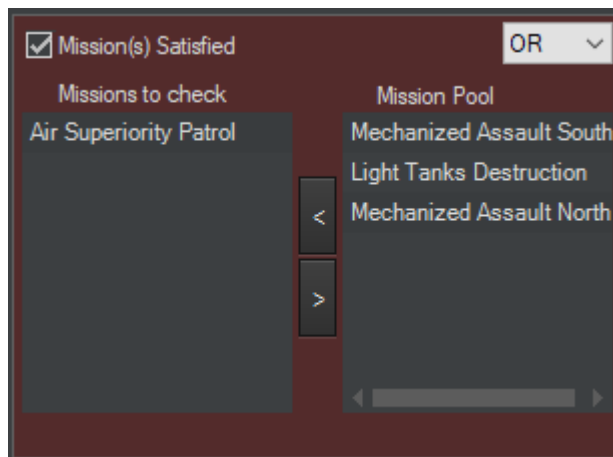 Mission(s) Satisfied
OR
Missions to check
Mission Pool
Air Superiority Patrol
Mechanized Assault South
Light Tanks Destruction
Mechanized Assault North
<
>